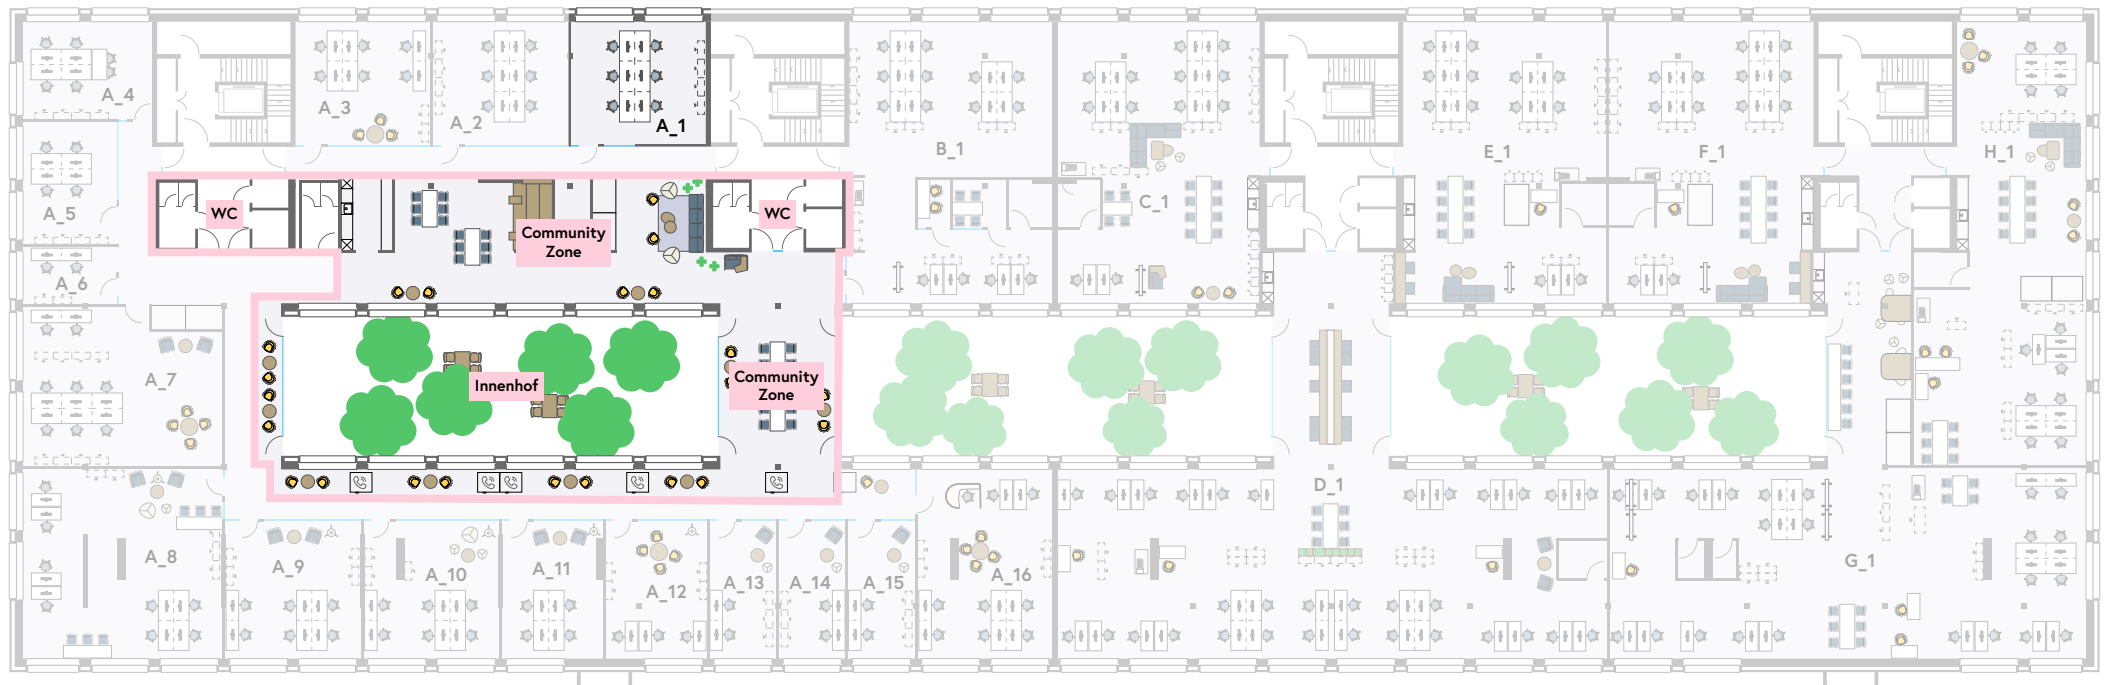 A_4
A_3
A_2
A_1
B_1
E_1
F_1
H_1
A_5
WC
Community
Zone
WC
C_1
A_6
A_7
Innenhof
Community
Zone
D_1
A_8
A_9
A_10
A_11
A_12
A_13
A_14
A_15
A_16
G_1